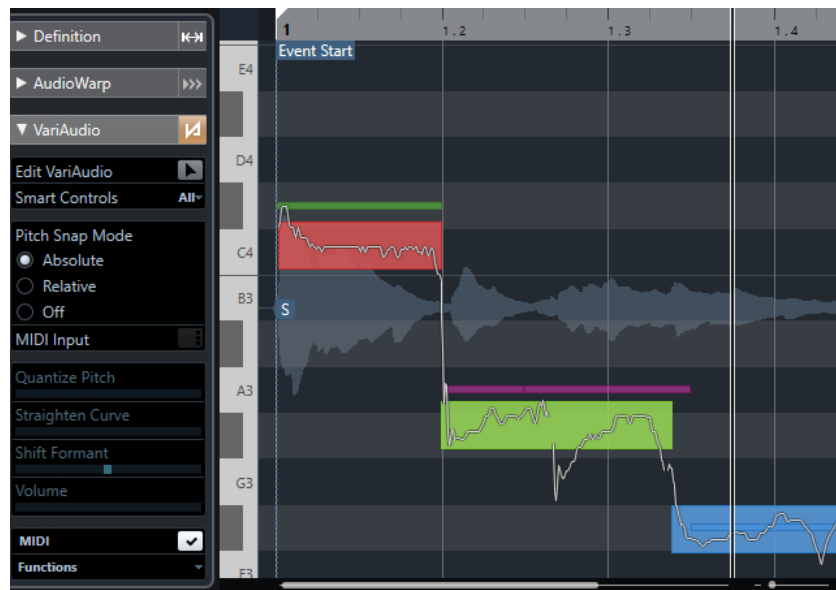 Definition
AudioWarp
VariAudio
Edit VariAudio
Smart Controls All
Pitch Snap Mode
Absolute
Relative
Off
MIDI Input
Quantize Pitch
Straighten Curve
Shift Formant
Volume
MIDI
Functions
1 1.2 1.3 1.4
Event Start
E4
D4
C4
B3
S
A3
G3
F3